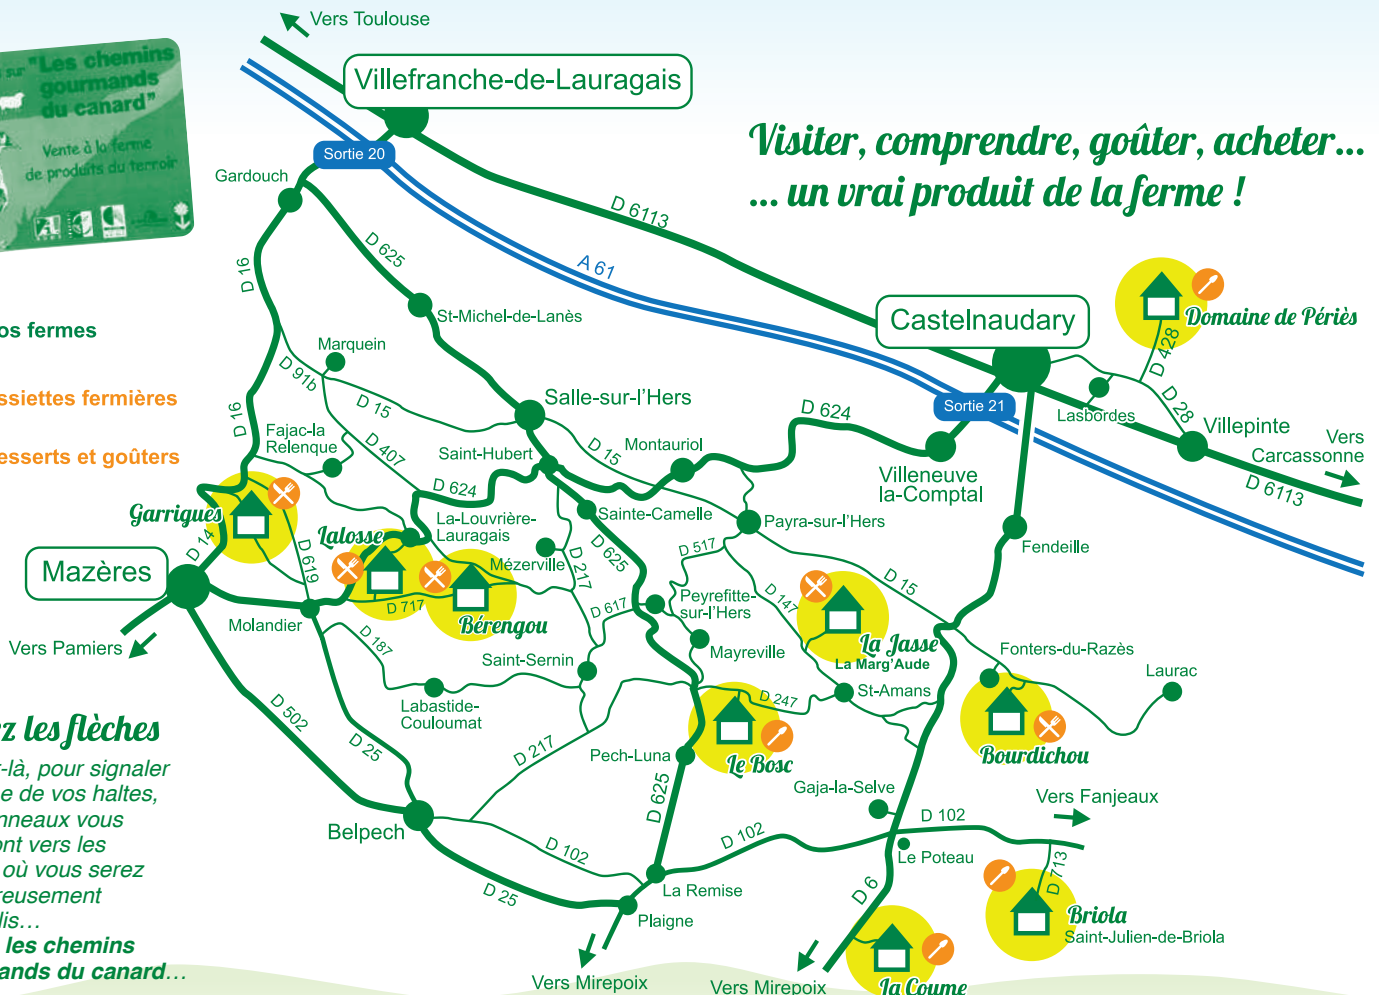 Vers Toulouse
Villefranche-de-Lauragais
sur "Les chemins
gourmands
du canard"
Vente à la ferme
de produits du terroir
Sortie 20
Gardouch
Visiter, comprendre, goûter, acheter...
... un vrai produit de la ferme !
D 6113
D 625
A 61
D 16
St-Michel-de-Lanès
Castelnaudary
Domaine de Périès
D 428
os fermes
Marquein
D 91b
D 15
Salle-sur-l'Hers
ssiettes fermières
D 16
Fajac-la
Relenque
D 407
Saint-Hubert
D 15
Montauriol
D 624
Sortie 21
Lasbordes
D 28
Villepinte
Vers
Carcassonne
D 6113
esserts et goûters
Villeneuve
la-Comptal
D 624
Garrigues
Lalosse
La-Louvrière-
Lauragais
Sainte-Camelle
Payra-sur-l'Hers
Fendeille
D 14
D 619
Mézerville
D 217
D 625
D 517
D 15
Mazères
D 717
Bérengou
D 617
Peyrefitte-
sur-l'Hers
D 147
La Jasse
La Marg'Aude
Molandier
Vers Pamiers
D 187
Saint-Sernin
Mayreville
Fonters-du-Razès
Laurac
Labastide-
Couloumat
D 247
St-Amans
D 502
D 25
D 217
Pech-Luna
Le Bosc
Bourdichou
z les flèches
-là, pour signaler
e de vos haltes,
nneaux vous
ont vers les
où vous serez
reusement
lis...
les chemins
ands du canard...
D 625
Gaja-la-Selve
Vers Fanjeaux
Belpech
D 102
D 102
D 102
Le Poteau
D 713
D 25
La Remise
D 6
Plaigne
Briola
Saint-Julien-de-Briola
Vers Mirepoix
Vers Mirepoix
La Coume